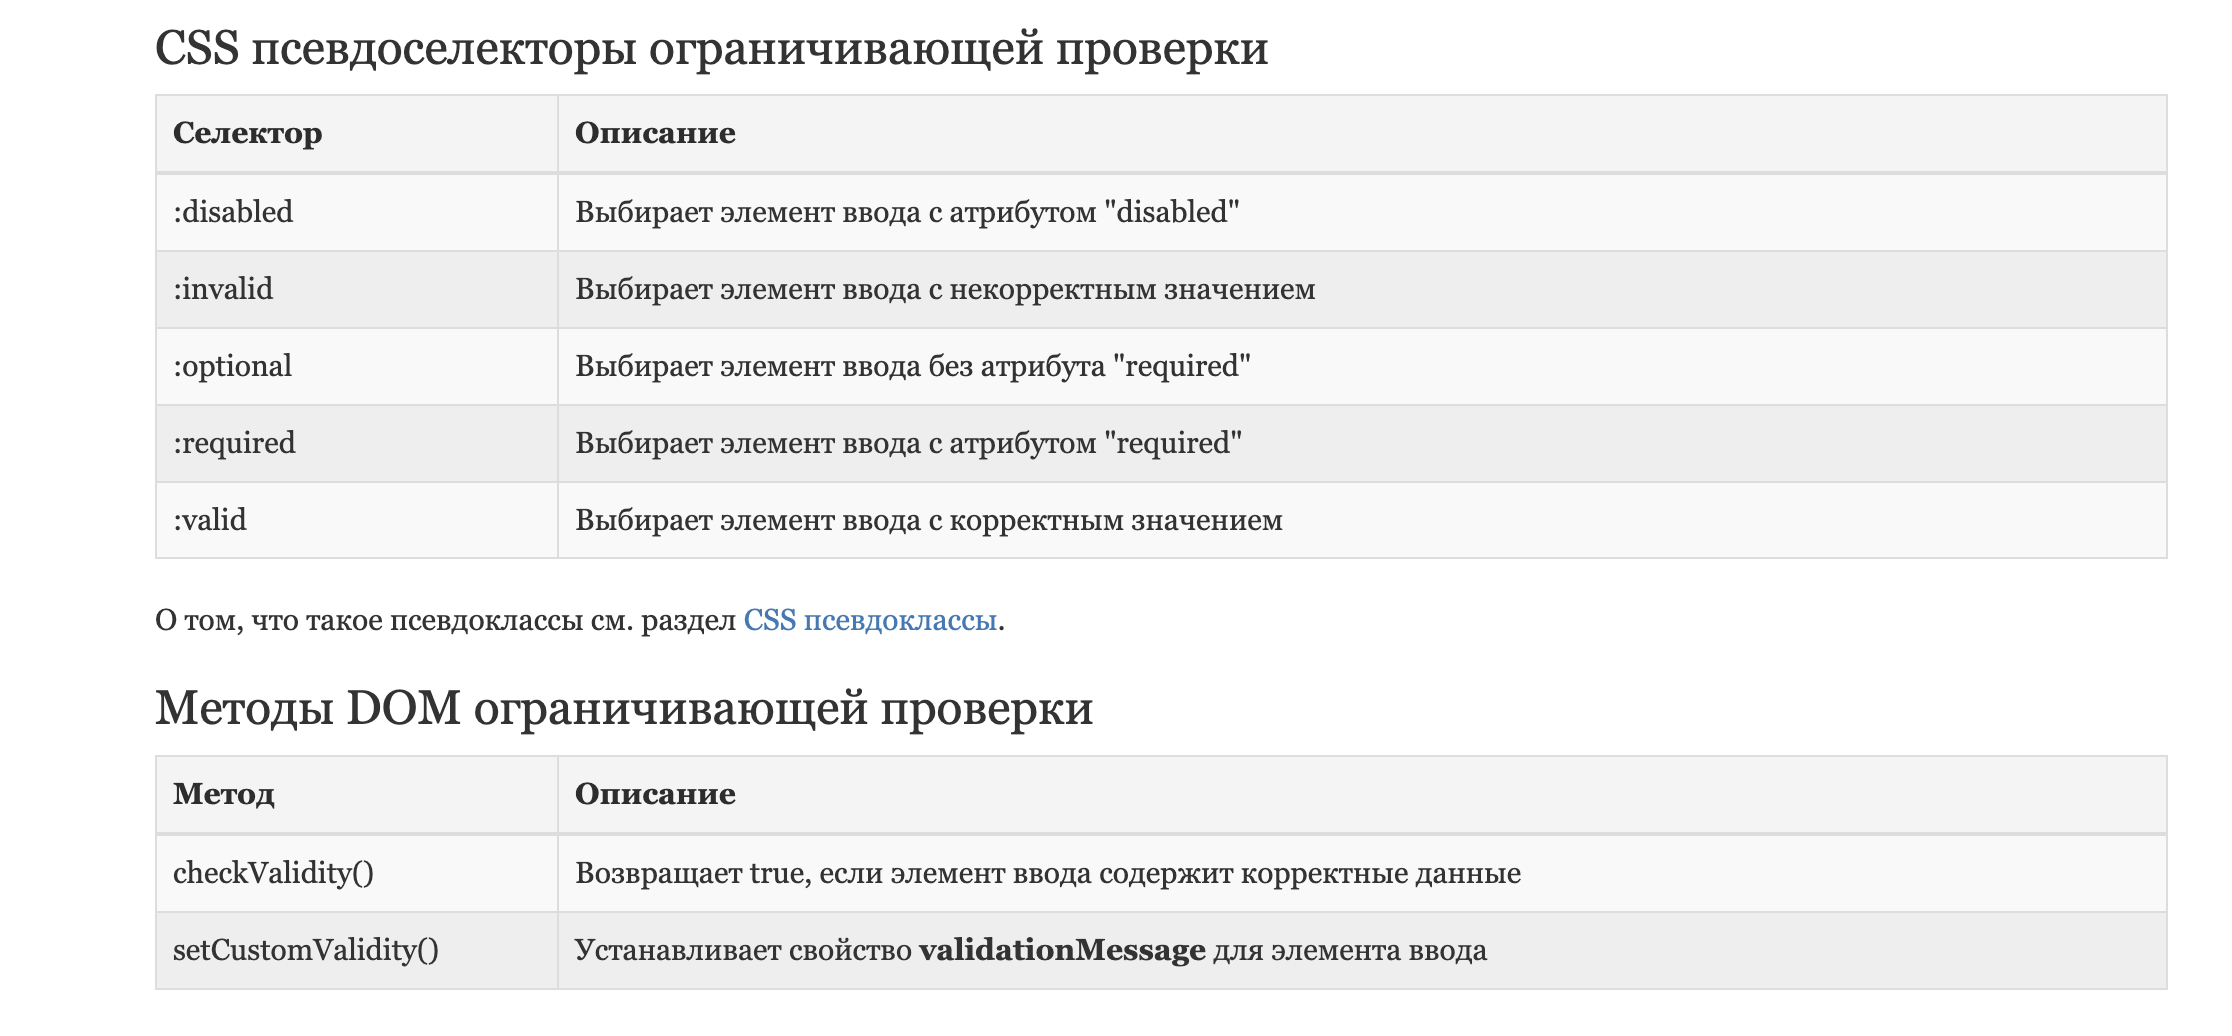 CSS псевдоселекторы ограничивающей проверки
Селектор Описание
:disabled Выбирает элемент ввода с атрибутом "disabled"
:invalid Выбирает элемент ввода с некорректным значением
:optional Выбирает элемент ввода без атрибута "required"
:required Выбирает элемент ввода с атрибутом "required"
:valid Выбирает элемент ввода с корректным значением
О том, что такое псевдоклассы см. раздел CSS псевдоклассы.
Методы DOM ограничивающей проверки
Метод Описание
checkValidity() Возвращает true, если элемент ввода содержит корректные данные
setCustomValidity() Устанавливает свойство validationMessage для элемента ввода